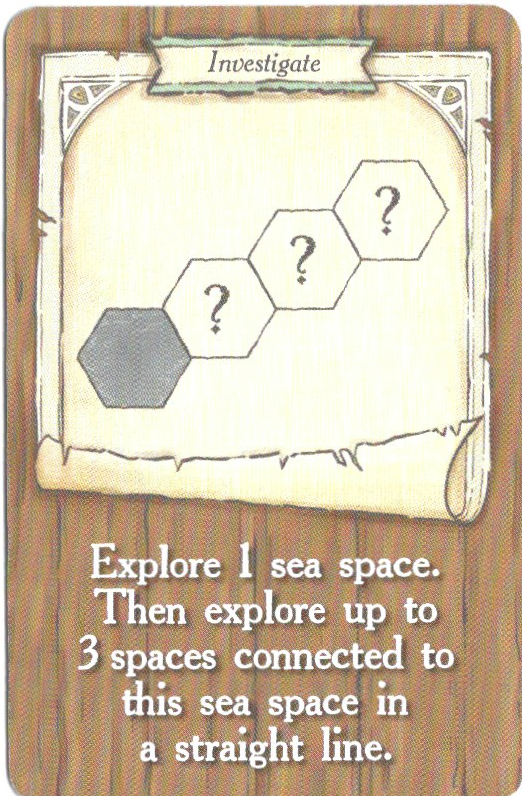 Investigate
?
?
?
Explore 1 sea space.
Then explore up to
3 spaces connected to
this sea space in
a straight line.